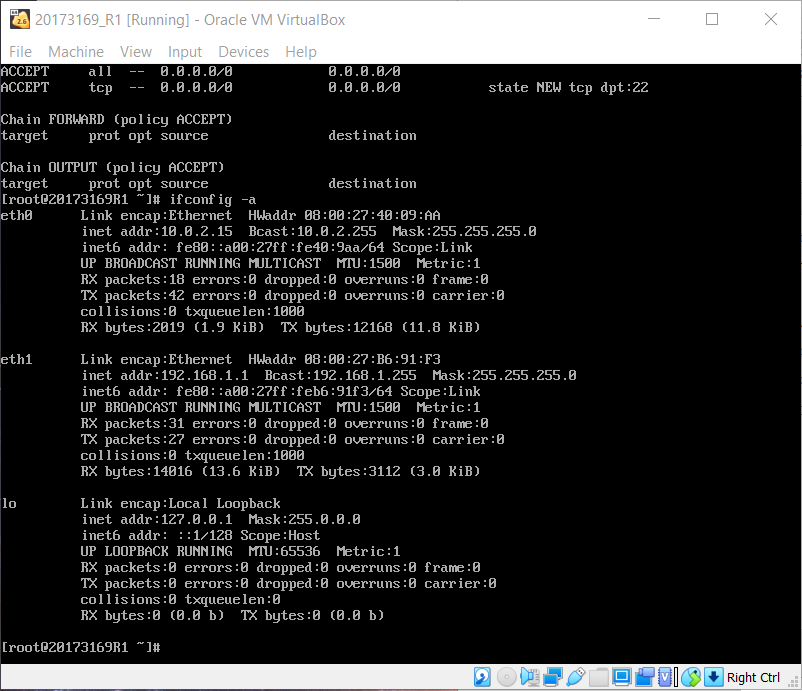 20173169_R1 [Running] - Oracle VM VirtualBox
File Machine View Input Devices Help
ACCEPT     all  --  0.0.0.0/0            0.0.0.0/0
ACCEPT     tcp  --  0.0.0.0/0            0.0.0.0/0           state NEW tcp dpt:22
Chain FORWARD (policy ACCEPT)
target     prot opt source               destination
Chain OUTPUT (policy ACCEPT)
target     prot opt source               destination
[root@20173169R1 ~]# ifconfig -a
eth0      Link encap:Ethernet  HWaddr 08:00:27:40:09:AA
          inet addr:10.0.2.15  Bcast:10.0.2.255  Mask:255.255.255.0
          inet6 addr: fe80::a00:27ff:fe40:9aa/64 Scope:Link
          UP BROADCAST RUNNING MULTICAST  MTU:1500  Metric:1
          RX packets:18 errors:0 dropped:0 overruns:0 frame:0
          TX packets:42 errors:0 dropped:0 overruns:0 carrier:0
          collisions:0 txqueuelen:1000
          RX bytes:2019 (1.9 KiB)  TX bytes:12168 (11.8 KiB)
eth1      Link encap:Ethernet  HWaddr 08:00:27:B6:91:F3
          inet addr:192.168.1.1  Bcast:192.168.1.255  Mask:255.255.255.0
          inet6 addr: fe80::a00:27ff:feb6:91f3/64 Scope:Link
          UP BROADCAST RUNNING MULTICAST  MTU:1500  Metric:1
          RX packets:31 errors:0 dropped:0 overruns:0 frame:0
          TX packets:27 errors:0 dropped:0 overruns:0 carrier:0
          collisions:0 txqueuelen:1000
          RX bytes:14016 (13.6 KiB)  TX bytes:3112 (3.0 KiB)
lo        Link encap:Local Loopback
          inet addr:127.0.0.1  Mask:255.0.0.0
          inet6 addr: ::1/128 Scope:Host
          UP LOOPBACK RUNNING  MTU:65536  Metric:1
          RX packets:0 errors:0 dropped:0 overruns:0 frame:0
          TX packets:0 errors:0 dropped:0 overruns:0 carrier:0
          collisions:0 txqueuelen:0
          RX bytes:0 (0.0 b)  TX bytes:0 (0.0 b)
[root@20173169R1 ~]#
Right Ctrl